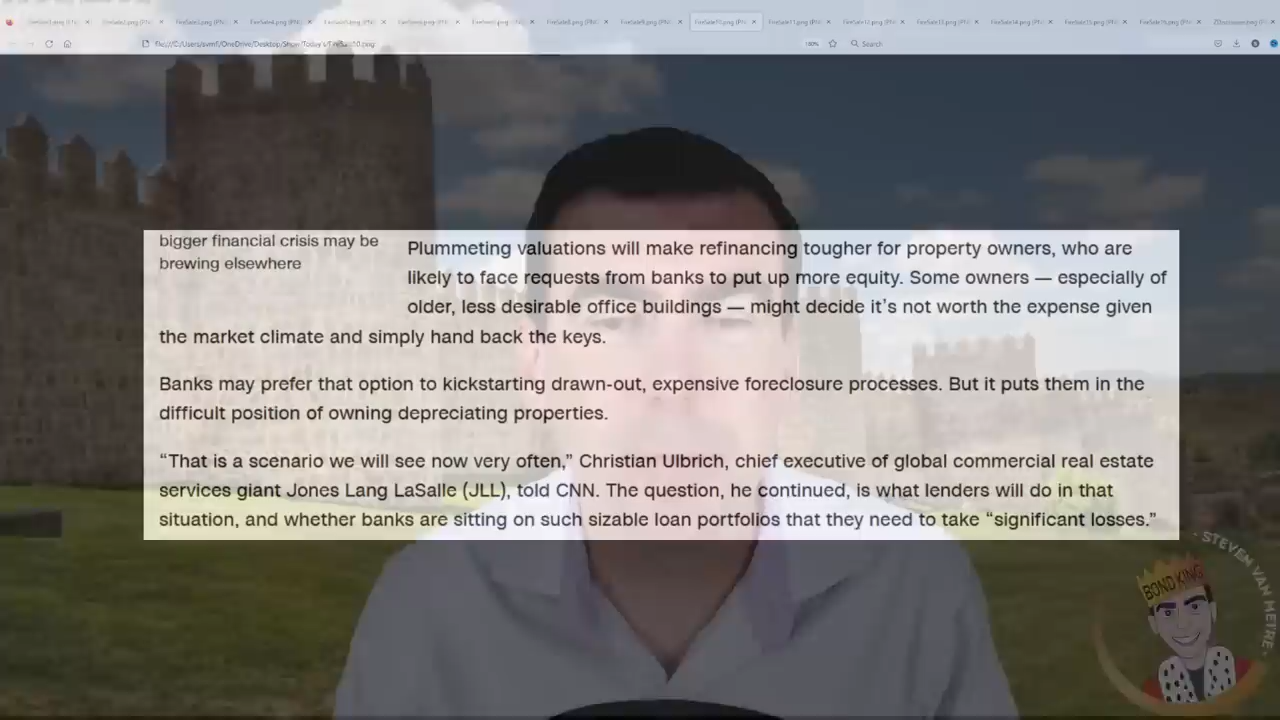 FireSale10.png (PN
100%
Search
bigger financial crisis may be
brewing elsewhere
Plummeting valuations will make refinancing tougher for property owners, who are
likely to face requests from banks to put up more equity. Some owners — especially of
older, less desirable office buildings — might decide it’s not worth the expense given
the market climate and simply hand back the keys.
Banks may prefer that option to kickstarting drawn-out, expensive foreclosure processes. But it puts them in the
difficult position of owning depreciating properties.
“That is a scenario we will see now very often,” Christian Ulbrich, chief executive of global commercial real estate
services giant Jones Lang LaSalle (JLL), told CNN. The question, he continued, is what lenders will do in that
situation, and whether banks are sitting on such sizable loan portfolios that they need to take “significant losses.”
BOND KING
STEVEN VAN METRE